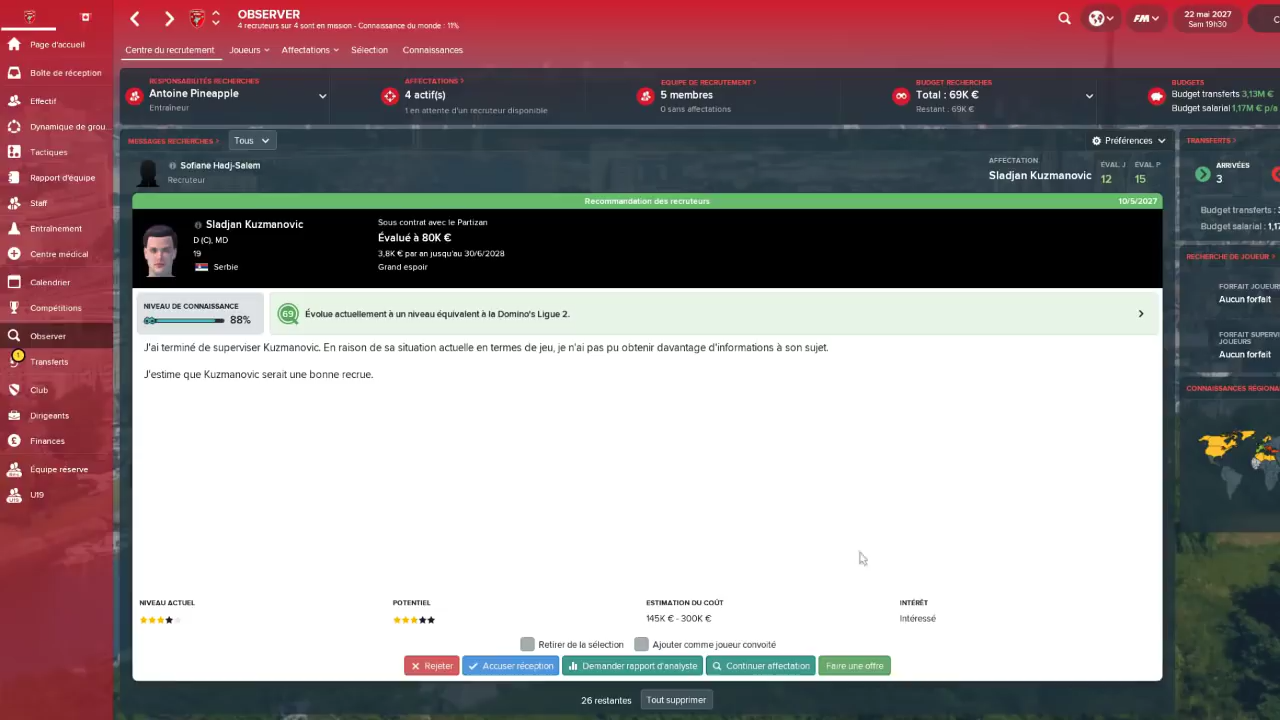 OBSERVER
4 recruteurs sur 4 sont en mission - Connaissance du monde : 11%
FM
22 mai 2027
Sam 19h30
Centre du recrutement
Joueurs
Affectations
Sélection
Connaissances
Page d'accueil
Boîte de réception
Effectif
Dynamique de grou...
Tactiques
Rapport d'équipe
Staff
Entraînement
Centre médical
Calendrier
Compétitions
Observer
1
Transferts
Club
Dirigeants
Finances
Équipe réserve
U19
RESPONSABILITÉS RECHERCHES
Antoine Pineapple
Entraîneur
AFFECTATIONS >
4 actif(s)
1 en attente d'un recruteur disponible
EQUIPE DE RECRUTEMENT >
5 membres
0 sans affectations
BUDGET RECHERCHES
Total : 69K €
Restant : 69K €
BUDGETS
Budget transferts 3,13M €
Budget salarial 1,17M € p/a
MESSAGES RECHERCHES >
Tous
Préférences
Sofiane Hadj-Salem
Recruteur
AFFECTATION
Sladjan Kuzmanovic
ÉVAL. J
12
ÉVAL. P
15
Recommandation des recruteurs
10/5/2027
Sladjan Kuzmanovic
D (C), MD
19
Serbie
Sous contrat avec le Partizan
Évalué à 80K €
3,8K € par an jusqu'au 30/6/2028
Grand espoir
NIVEAU DE CONNAISSANCE
88%
69
Évolue actuellement à un niveau équivalent à la Domino's Ligue 2.
J'ai terminé de superviser Kuzmanovic. En raison de sa situation actuelle en termes de jeu, je n'ai pas pu obtenir davantage d'informations à son sujet.
J'estime que Kuzmanovic serait une bonne recrue.
NIVEAU ACTUEL
POTENTIEL
ESTIMATION DU COÛT
145K € - 300K €
INTÉRÊT
Intéressé
Retirer de la sélection
Ajouter comme joueur convoité
Rejeter
Accuser réception
Demander rapport d'analyste
Continuer affectation
Faire une offre
26 restantes
Tout supprimer
TRANSFERTS >
ARRIVÉES
3
Budget transferts :
Budget salarial : 1,17
RECHERCHE DE JOUEUR >
FORFAIT JOUEURS
Aucun forfait
FORFAIT SUPERVI
JOUEURS
Aucun forfait
CONNAISSANCES RÉGIONA